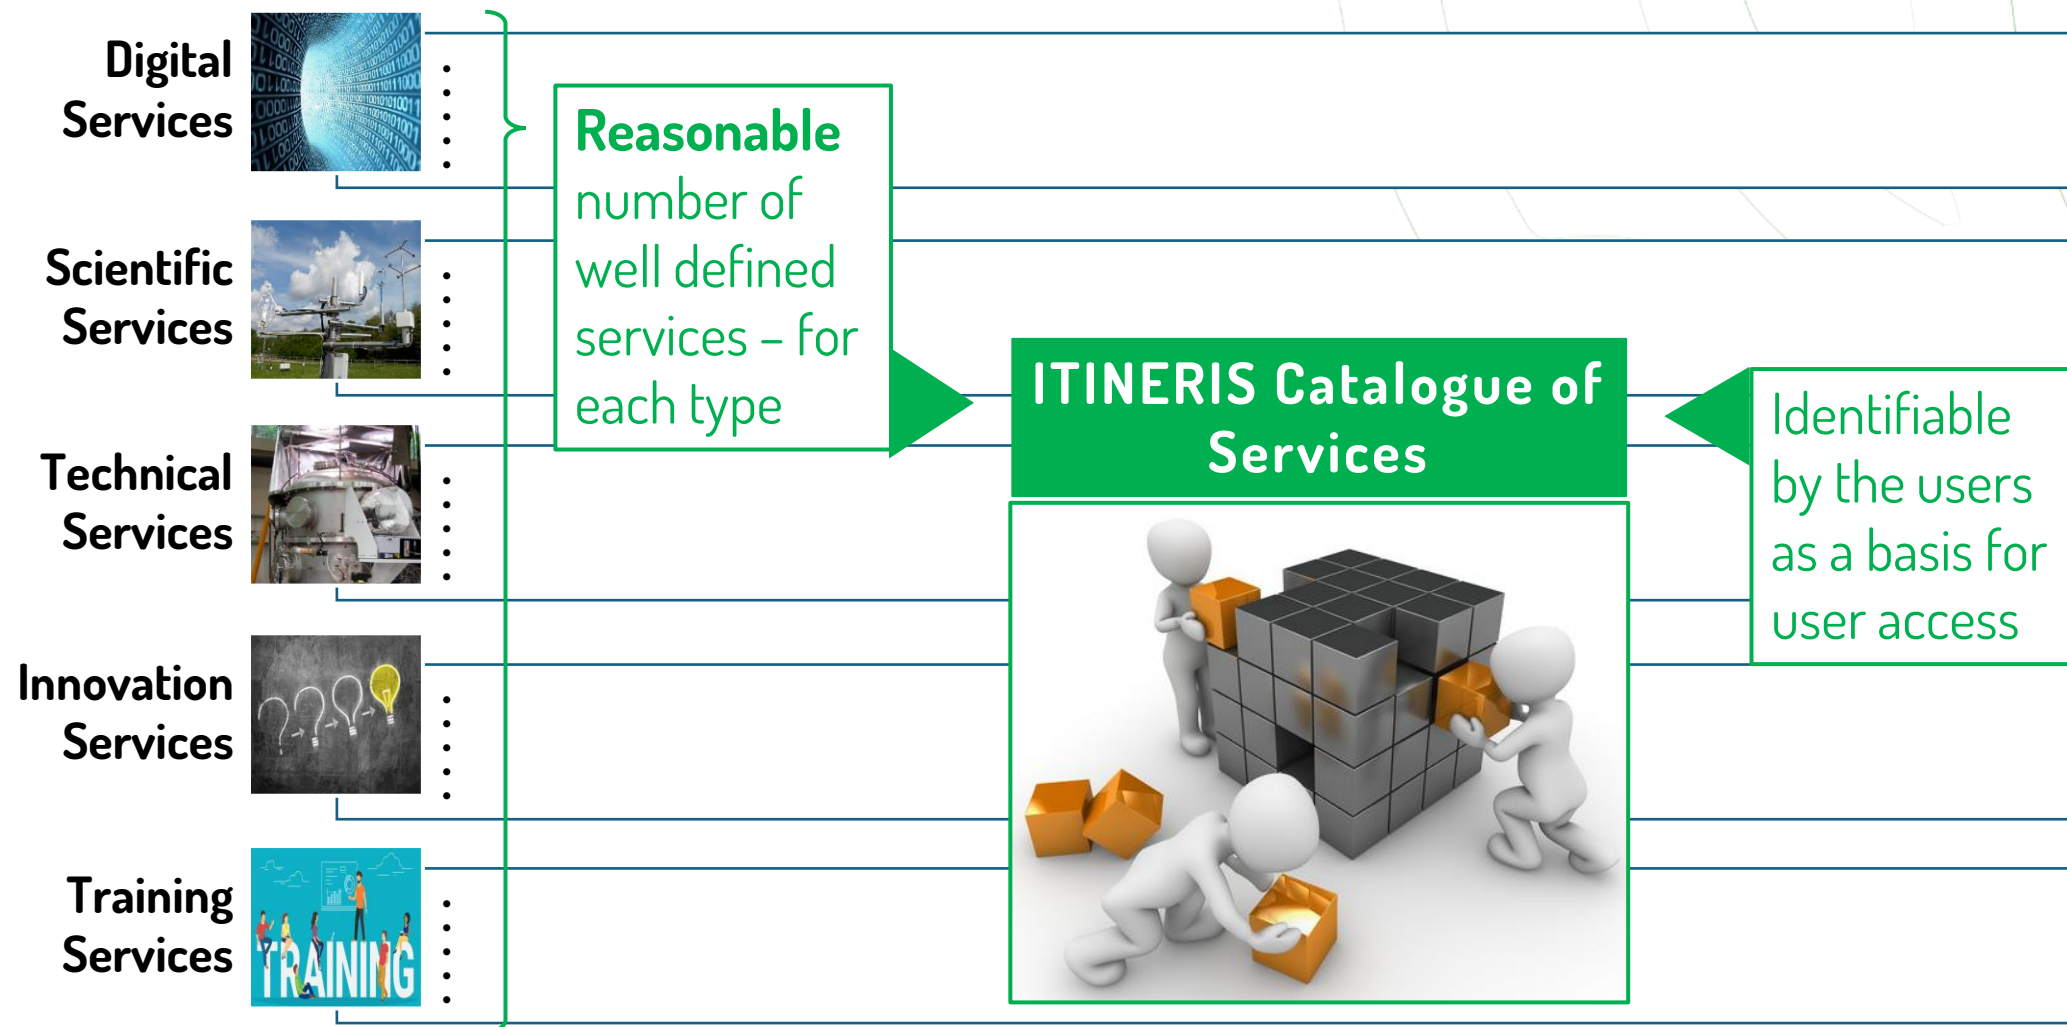 Digital
Services
Scientific
Services
Technical
Services
Innovation
Services
Training
Services
TRAINING
Reasonable
number of
well defined
services – for
each type
ITINERIS Catalogue of
Services
Identifiable
by the users
as a basis for
user access